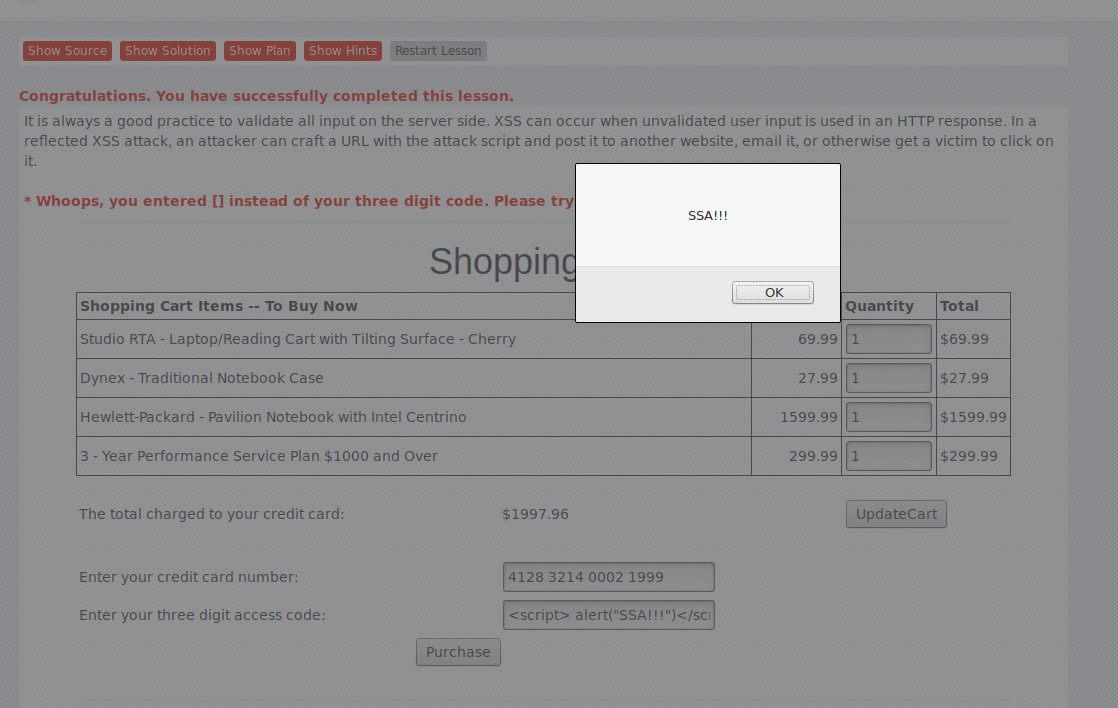 Show Source Show Solution Show Plan Show Hints Restart Lesson
Congratulations. You have successfully completed this lesson.
It is always a good practice to validate all input on the server side. XSS can occur when unvalidated user input is used in an HTTP response. In a
reflected XSS attack, an attacker can craft a URL with the attack script and post it to another website, email it, or otherwise get a victim to click on
it.
* Whoops, you entered [] instead of your three digit code. Please try
SSA!!!
OK
Shopping
Shopping Cart Items -- To Buy Now Quantity Total
Studio RTA - Laptop/Reading Cart with Tilting Surface - Cherry 69.99 1 $69.99
Dynex - Traditional Notebook Case 27.99 1 $27.99
Hewlett-Packard - Pavilion Notebook with Intel Centrino 1599.99 1 $1599.99
3 - Year Performance Service Plan $1000 and Over 299.99 1 $299.99
The total charged to your credit card: $1997.96 UpdateCart
Enter your credit card number: 4128 3214 0002 1999
Enter your three digit access code: <script> alert("SSA!!!")</scr
Purchase